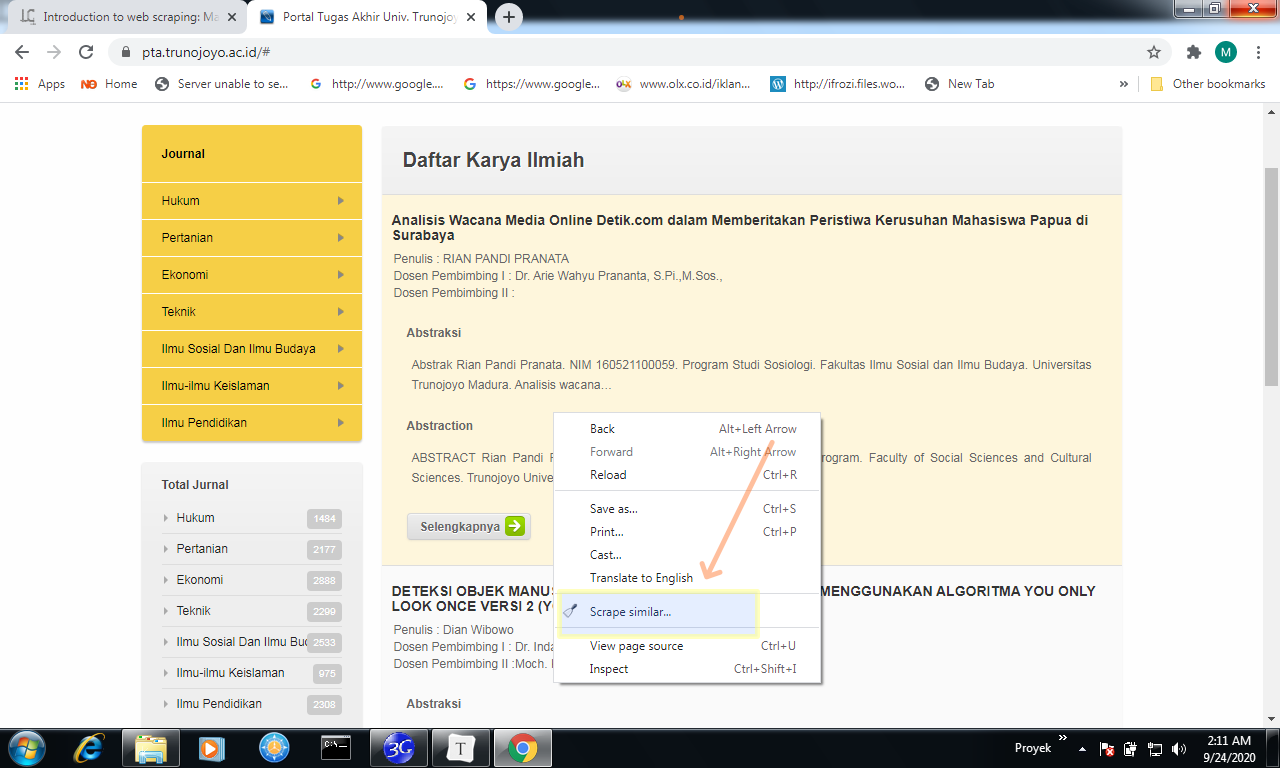 Introduction to web scraping: Ma
Portal Tugas Akhir Univ. Trunojoyo
pta.trunojoyo.ac.id/#
M
Apps
Home
Server unable to se...
http://www.google....
https://www.google...
www.olx.co.id/iklan...
http://ifrozi.files.wo...
New Tab
»
Other bookmarks
Journal
Hukum
Pertanian
Ekonomi
Teknik
Ilmu Sosial Dan Ilmu Budaya
Ilmu-ilmu Keislaman
Ilmu Pendidikan
Total Jurnal
Hukum 1484
Pertanian 2177
Ekonomi 2888
Teknik 2299
Ilmu Sosial Dan Ilmu Bud 2533
Ilmu-ilmu Keislaman 975
Ilmu Pendidikan 2308
Daftar Karya Ilmiah
Analisis Wacana Media Online Detik.com dalam Memberitakan Peristiwa Kerusuhan Mahasiswa Papua di
Surabaya
Penulis : RIAN PANDI PRANATA
Dosen Pembimbing I : Dr. Arie Wahyu Prananta, S.Pi.,M.Sos.,
Dosen Pembimbing II :
Abstraksi
Abstrak Rian Pandi Pranata. NIM 160521100059. Program Studi Sosiologi. Fakultas Ilmu Sosial dan Ilmu Budaya. Universitas
Trunojoyo Madura. Analisis wacana…
Abstraction
ABSTRACT Rian Pandi rogram. Faculty of Social Sciences and Cultural
Sciences. Trunojoyo Unive
Selengkapnya
DETEKSI OBJEK MANUS MENGGUNAKAN ALGORITMA YOU ONLY
LOOK ONCE VERSI 2 (Y
Penulis : Dian Wibowo
Dosen Pembimbing I : Dr. Inda
Dosen Pembimbing II :Moch.
Abstraksi
Back Alt+Left Arrow
Forward Alt+Right Arrow
Reload Ctrl+R
Save as... Ctrl+S
Print... Ctrl+P
Cast...
Translate to English
Scrape similar...
View page source Ctrl+U
Inspect Ctrl+Shift+I
3G
T
Proyek
»
2:11 AM
9/24/2020